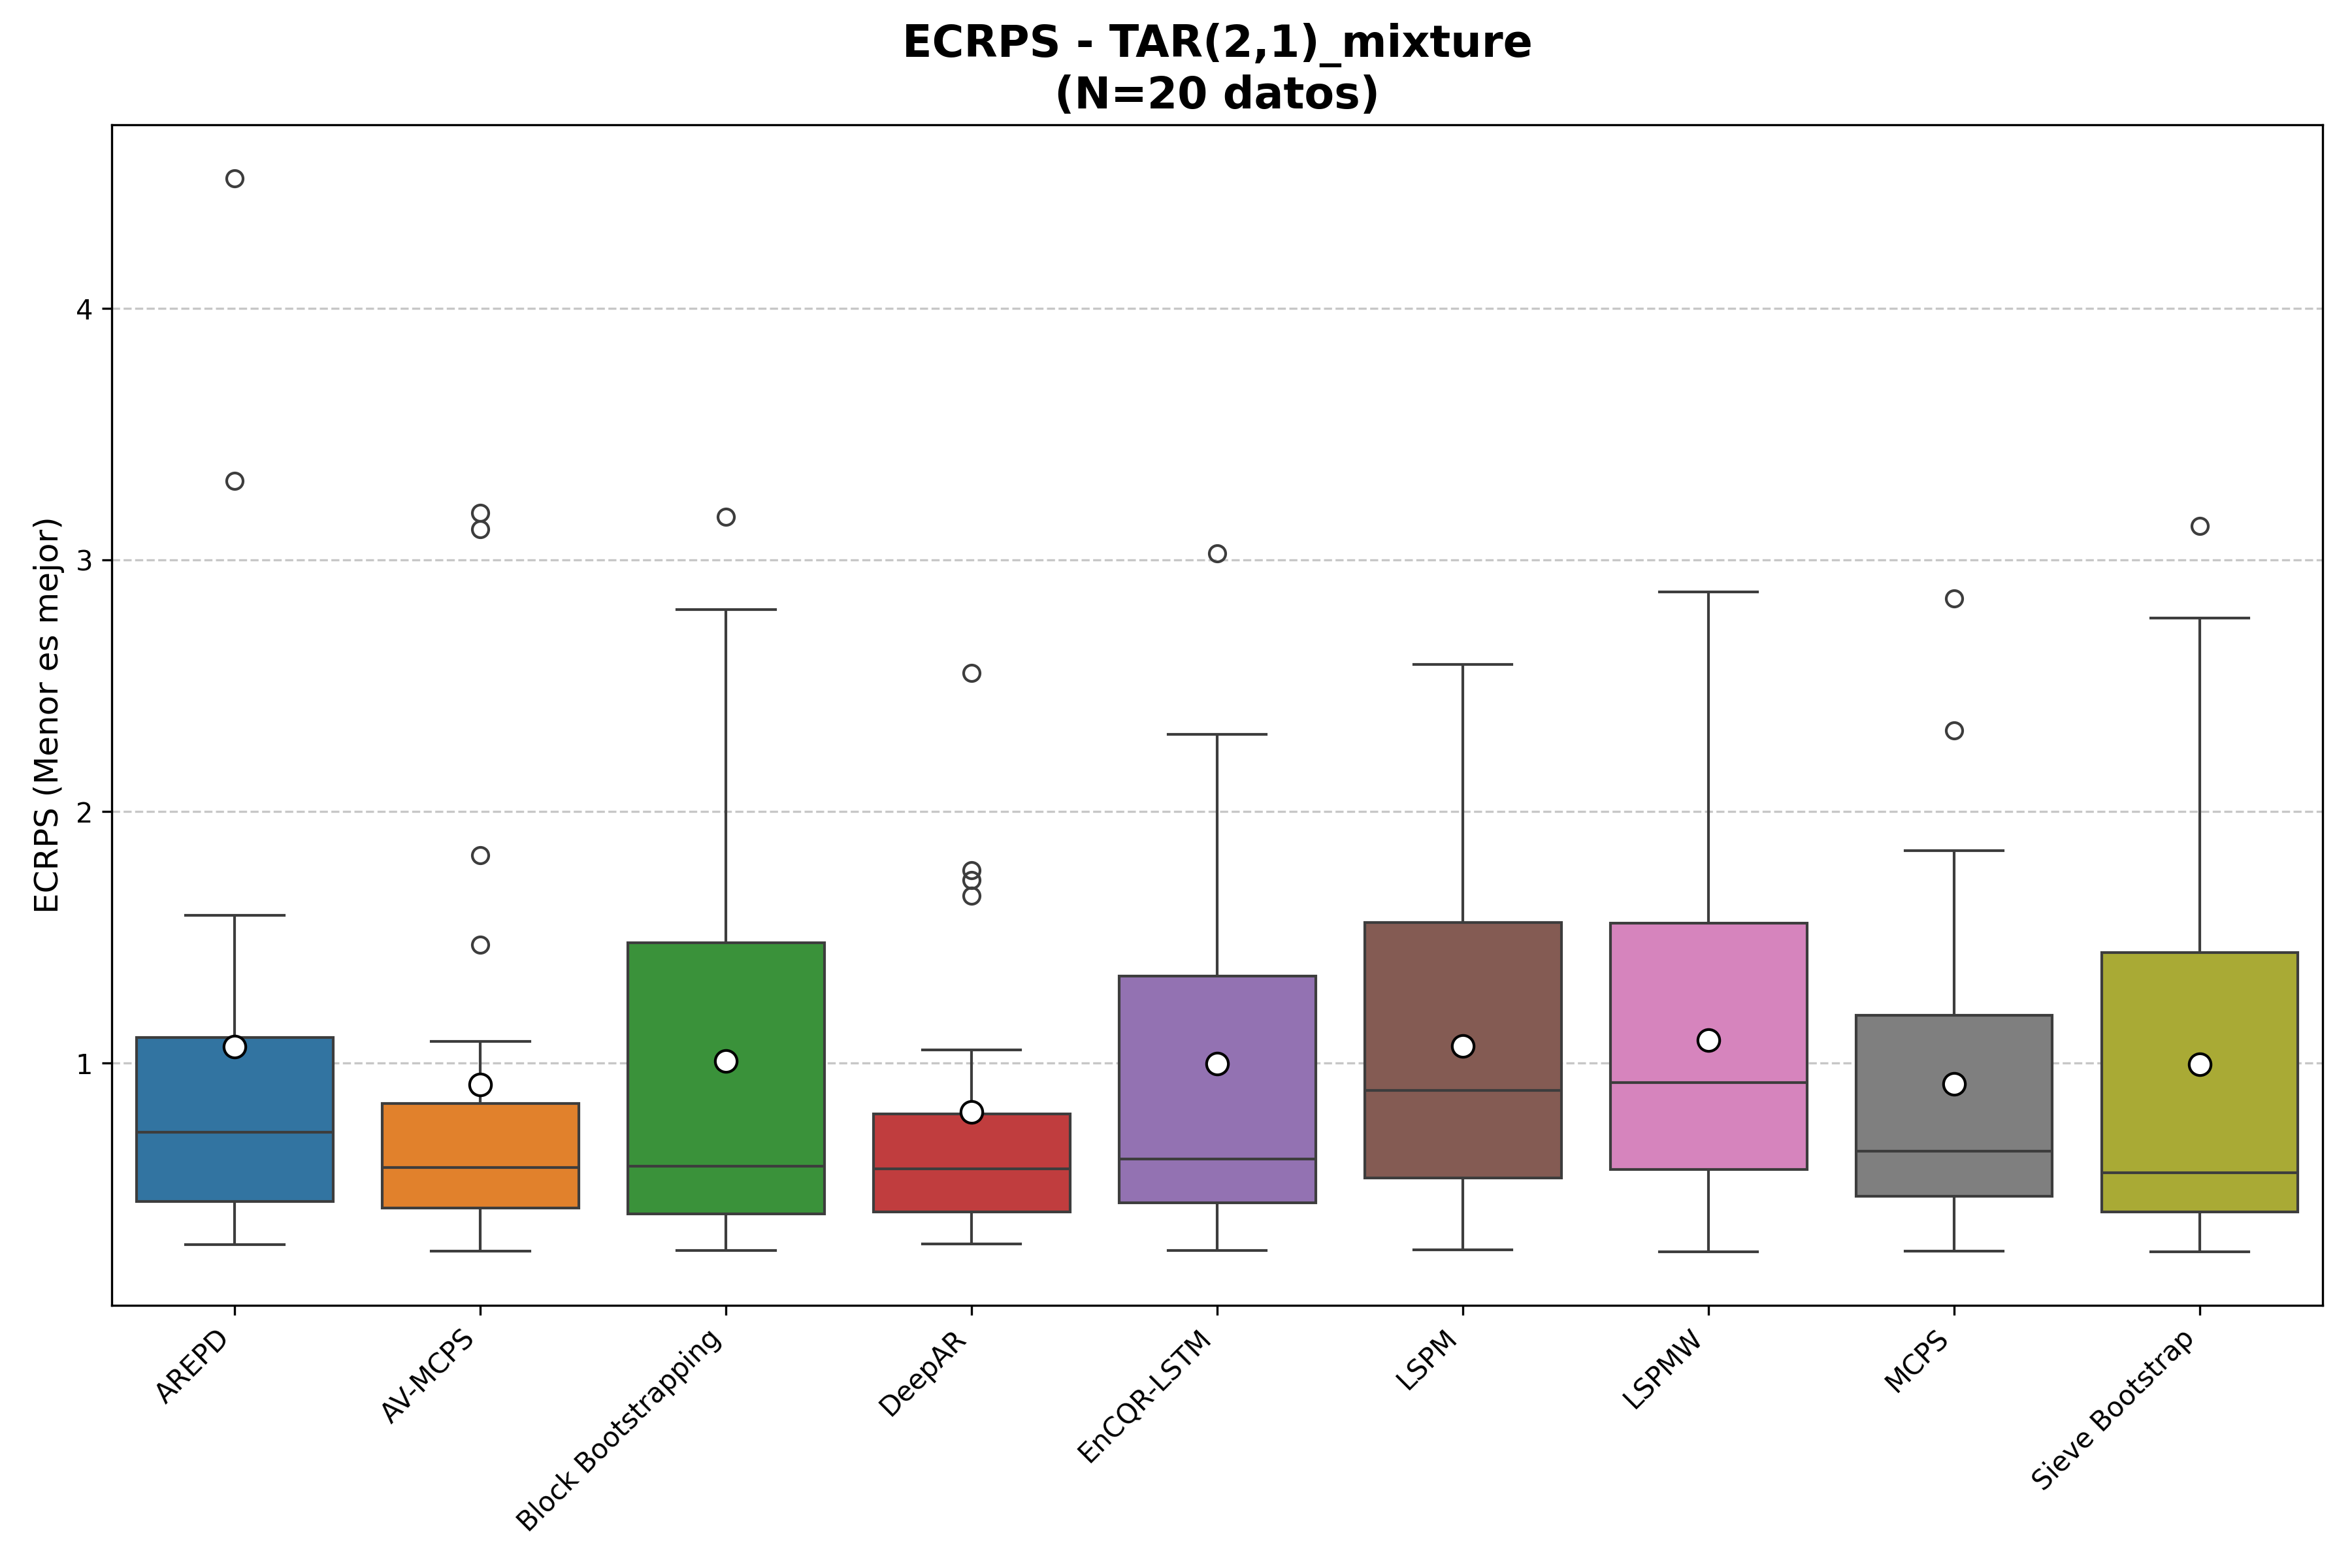 ECRPS - TAR(2,1)_mixture
(N=20 datos)
ECRPS (Menor es mejor)
4
3
2
1
AREPD
AV-MCPS
Block Bootstrapping
DeepAR
EnCQR-LSTM
LSPM
LSPMW
MCPS
Sieve Bootstrap